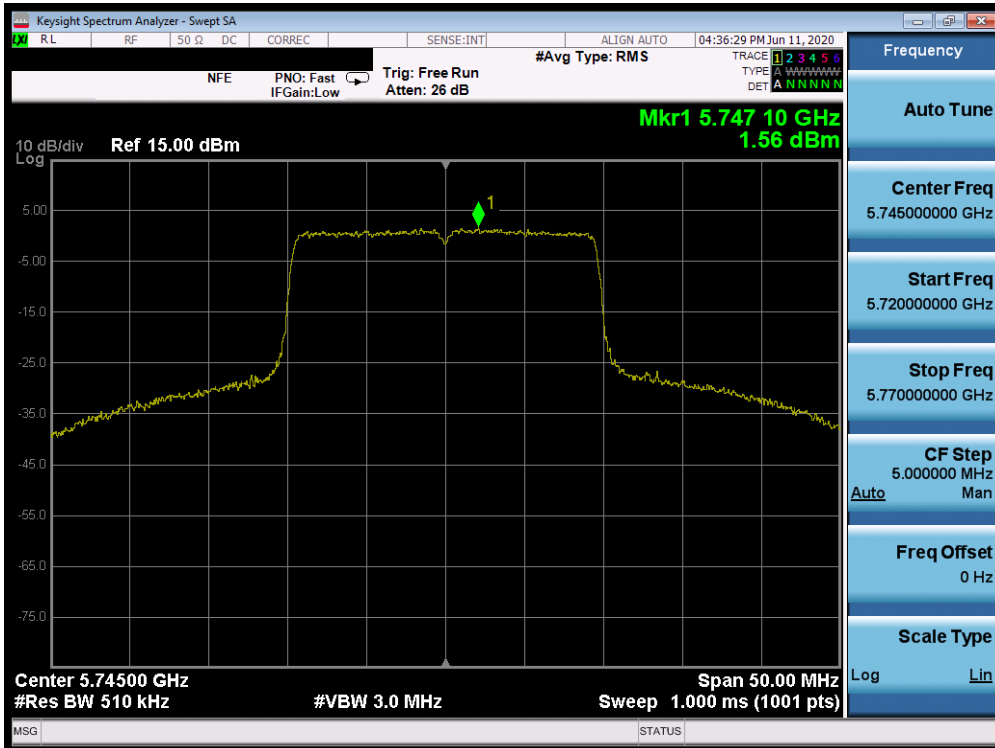 Keysight Spectrum Analyzer - Swept SA
LXI RL RF 50 Ω DC CORREC SENSE:INT ALIGN AUTO 04:36:29 PM Jun 11, 2020
NFE PNO: Fast Trig: Free Run #Avg Type: RMS TRACE 1 2 3 4 5 6
IFGain:Low Atten: 26 dB TYPE A WWWWW
DET A N N N N N
Mkr1 5.747 10 GHz
1.56 dBm
10 dB/div Ref 15.00 dBm
Log
1
5.00
-5.00
-15.0
-25.0
-35.0
-45.0
-55.0
-65.0
-75.0
Center 5.74500 GHz Span 50.00 MHz
#Res BW 510 kHz #VBW 3.0 MHz Sweep 1.000 ms (1001 pts)
MSG STATUS
Frequency
Auto Tune
Center Freq
5.745000000 GHz
Start Freq
5.720000000 GHz
Stop Freq
5.770000000 GHz
CF Step
5.000000 MHz
Auto Man
Freq Offset
0 Hz
Scale Type
Log Lin